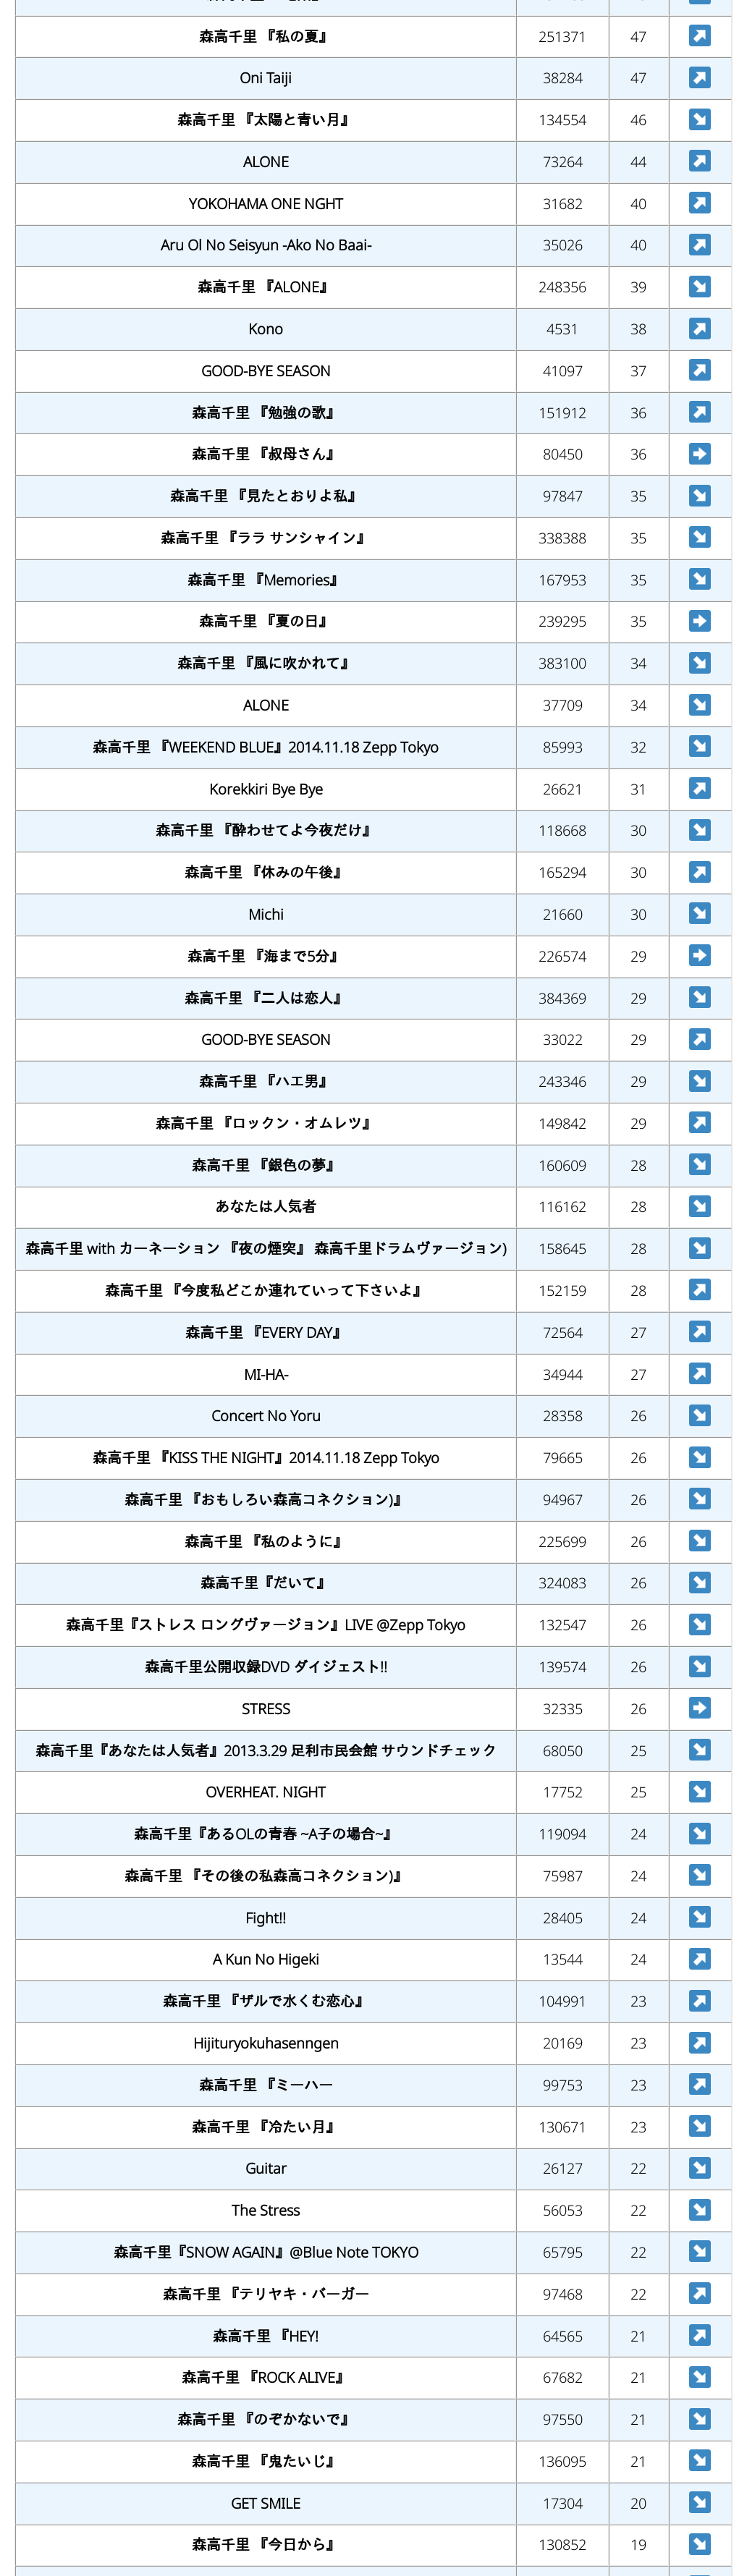 森高千里 『私の夏』 251371 47 ↗
Oni Taiji 38284 47 ↗
森高千里 『太陽と青い月』 134554 46 ↘
ALONE 73264 44 ↗
YOKOHAMA ONE NGHT 31682 40 ↗
Aru Ol No Seisyun -Ako No Baai- 35026 40 ↗
森高千里 『ALONE』 248356 39 ↘
Kono 4531 38 ↗
GOOD-BYE SEASON 41097 37 ↗
森高千里 『勉強の歌』 151912 36 ↗
森高千里 『叔母さん』 80450 36 ➡
森高千里 『見たとおりよ私』 97847 35 ↘
森高千里 『ララ サンシャイン』 338388 35 ↘
森高千里 『Memories』 167953 35 ↘
森高千里 『夏の日』 239295 35 ➡
森高千里 『風に吹かれて』 383100 34 ↘
ALONE 37709 34 ↘
森高千里 『WEEKEND BLUE』2014.11.18 Zepp Tokyo 85993 32 ↘
Korekkiri Bye Bye 26621 31 ↗
森高千里 『酔わせてよ今夜だけ』 118668 30 ↘
森高千里 『休みの午後』 165294 30 ↗
Michi 21660 30 ↘
森高千里 『海まで5分』 226574 29 ➡
森高千里 『二人は恋人』 384369 29 ↘
GOOD-BYE SEASON 33022 29 ↗
森高千里 『ハエ男』 243346 29 ↘
森高千里 『ロックン・オムレツ』 149842 29 ↗
森高千里 『銀色の夢』 160609 28 ↘
あなたは人気者 116162 28 ↘
森高千里 with カーネーション 『夜の煙突』 森高千里ドラムヴァージョン) 158645 28 ↘
森高千里 『今度私どこか連れていって下さいよ』 152159 28 ↗
森高千里 『EVERY DAY』 72564 27 ↗
MI-HA- 34944 27 ↗
Concert No Yoru 28358 26 ↘
森高千里 『KISS THE NIGHT』2014.11.18 Zepp Tokyo 79665 26 ↘
森高千里 『おもしろい森高コネクション)』 94967 26 ↘
森高千里 『私のように』 225699 26 ↘
森高千里『だいて』 324083 26 ↘
森高千里『ストレス ロングヴァージョン』LIVE @Zepp Tokyo 132547 26 ↘
森高千里公開収録DVD ダイジェスト!! 139574 26 ↘
STRESS 32335 26 ➡
森高千里『あなたは人気者』2013.3.29 足利市民会館 サウンドチェック 68050 25 ↘
OVERHEAT. NIGHT 17752 25 ↘
森高千里『あるOLの青春 ~A子の場合~』 119094 24 ↘
森高千里 『その後の私森高コネクション)』 75987 24 ↘
Fight!! 28405 24 ↘
A Kun No Higeki 13544 24 ↗
森高千里 『ザルで水くむ恋心』 104991 23 ↗
Hijituryokuhasenngen 20169 23 ↗
森高千里 『ミーハー 99753 23 ↗
森高千里 『冷たい月』 130671 23 ↘
Guitar 26127 22 ↘
The Stress 56053 22 ↘
森高千里『SNOW AGAIN』@Blue Note TOKYO 65795 22 ↘
森高千里 『テリヤキ・バーガー 97468 22 ↗
森高千里 『HEY! 64565 21 ↗
森高千里 『ROCK ALIVE』 67682 21 ↘
森高千里 『のぞかないで』 97550 21 ↘
森高千里 『鬼たいじ』 136095 21 ↘
GET SMILE 17304 20 ↘
森高千里 『今日から』 130852 19 ↘